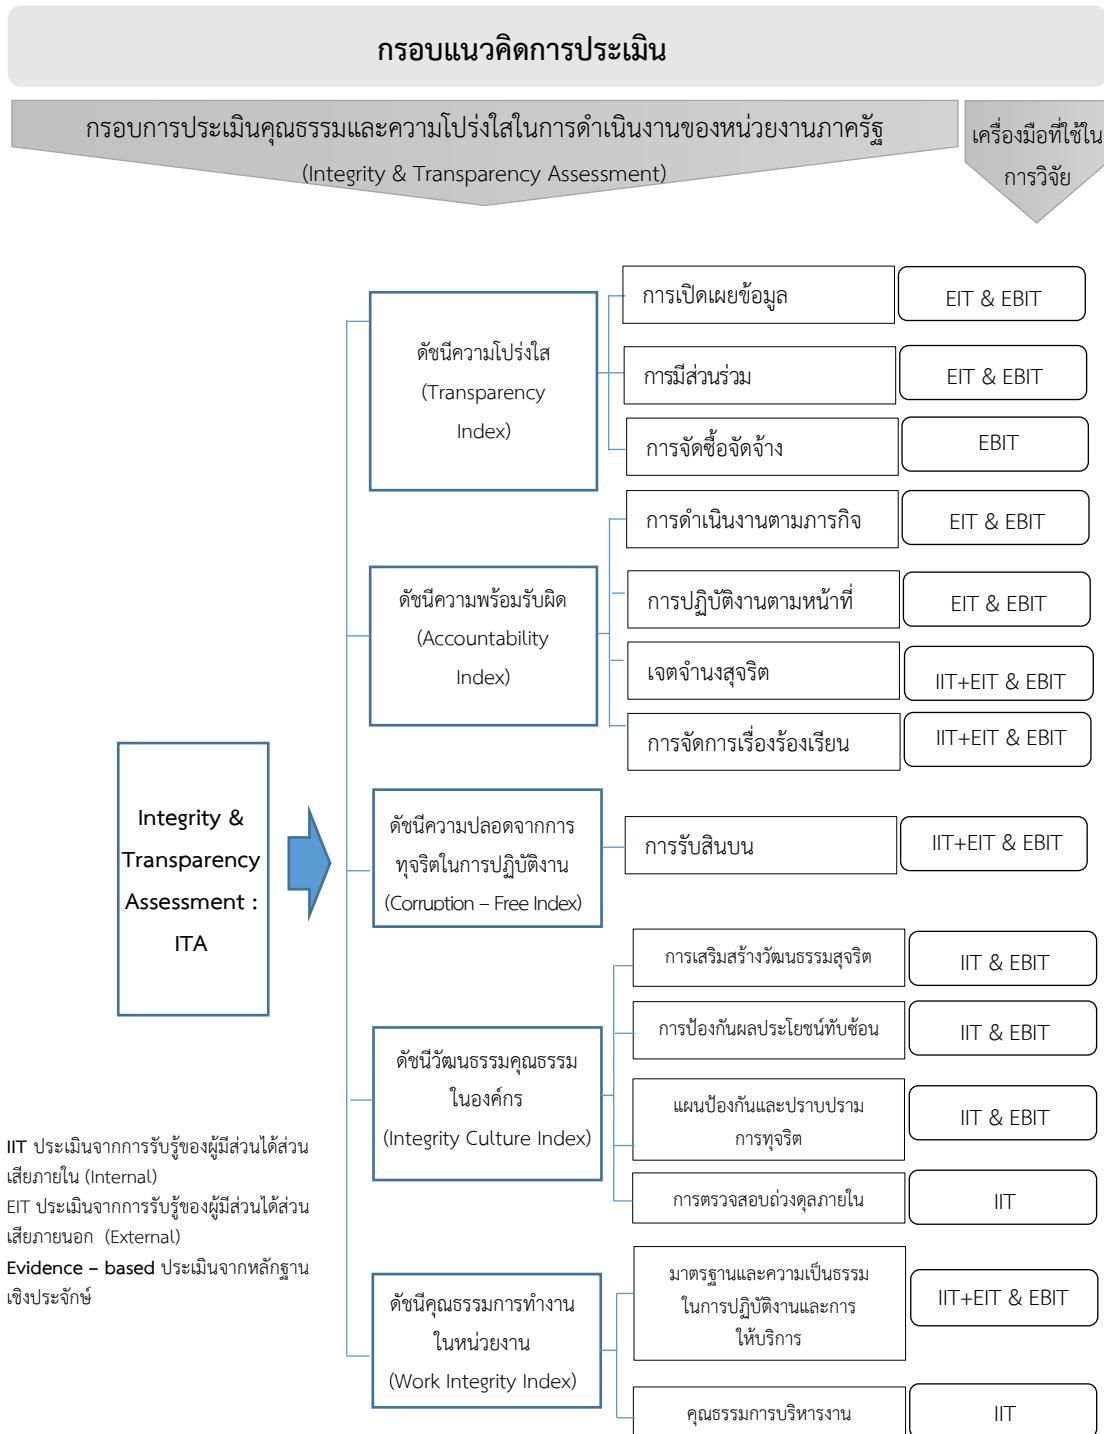 กรอบแนวคิดการประเมิน
กรอบการประเมินคุณธรรมและความโปร่งใสในการดำเนินงานของหน่วยงานภาครัฐ
(Integrity & Transparency Assessment)
เครื่องมือที่ใช้ใน
การวิจัย
Integrity &
Transparency
Assessment :
ITA
ดัชนีความโปร่งใส
(Transparency
Index)
การเปิดเผยข้อมูล
EIT & EBIT
การมีส่วนร่วม
EIT & EBIT
การจัดซื้อจัดจ้าง
EBIT
ดัชนีความพร้อมรับผิด
(Accountability
Index)
การดำเนินงานตามภารกิจ
EIT & EBIT
การปฏิบัติงานตามหน้าที่
EIT & EBIT
เจตจำนงสุจริต
IIT+EIT & EBIT
การจัดการเรื่องร้องเรียน
IIT+EIT & EBIT
ดัชนีความปลอดจากการ
ทุจริตในการปฏิบัติงาน
(Corruption – Free Index)
การรับสินบน
IIT+EIT & EBIT
ดัชนีวัฒนธรรมคุณธรรม
ในองค์กร
(Integrity Culture Index)
การเสริมสร้างวัฒนธรรมสุจริต
IIT & EBIT
การป้องกันผลประโยชน์ทับซ้อน
IIT & EBIT
แผนป้องกันและปราบปราม
การทุจริต
IIT & EBIT
การตรวจสอบถ่วงดุลภายใน
IIT
ดัชนีคุณธรรมการทำงาน
ในหน่วยงาน
(Work Integrity Index)
มาตรฐานและความเป็นธรรม
ในการปฏิบัติงานและการ
ให้บริการ
IIT+EIT & EBIT
คุณธรรมการบริหารงาน
IIT
IIT ประเมินจากการรับรู้ของผู้มีส่วนได้ส่วน
เสียภายใน (Internal)
EIT ประเมินจากการรับรู้ของผู้มีส่วนได้ส่วน
เสียภายนอก (External)
Evidence – based ประเมินจากหลักฐาน
เชิงประจักษ์